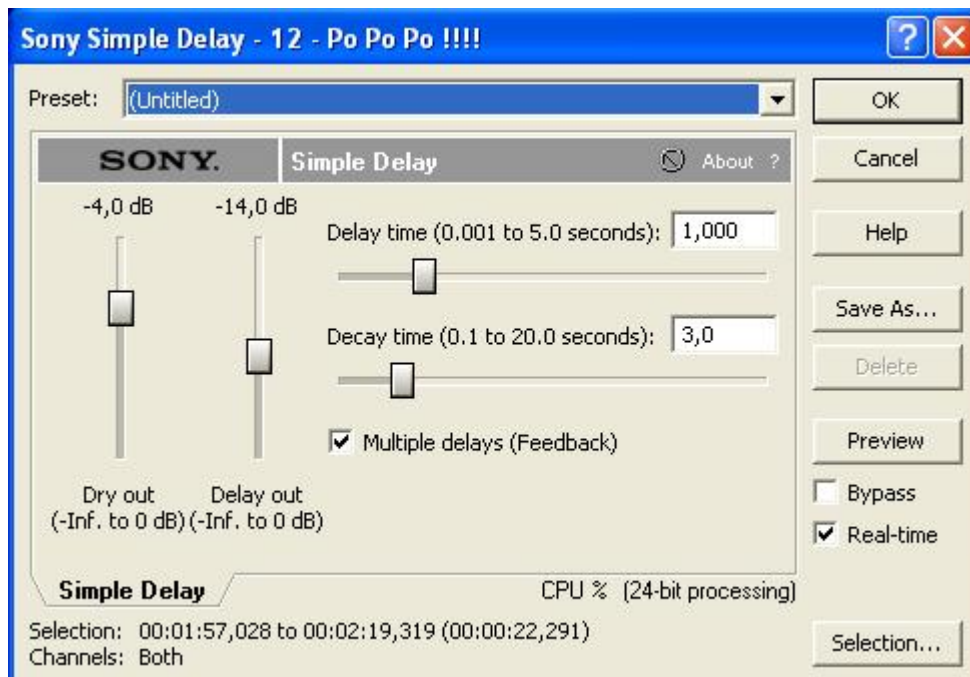 Sony Simple Delay - 12 - Po Po Po !!!!
Preset: (Untitled)
OK
SONY. Simple Delay About ?
Cancel
-4,0 dB -14,0 dB
Delay time (0.001 to 5.0 seconds): 1,000
Help
Save As...
Decay time (0.1 to 20.0 seconds): 3,0
Delete
Multiple delays (Feedback)
Preview
Dry out Delay out
(-Inf. to 0 dB) (-Inf. to 0 dB)
Bypass
Real-time
Simple Delay CPU % (24-bit processing)
Selection: 00:01:57,028 to 00:02:19,319 (00:00:22,291)
Channels: Both
Selection...